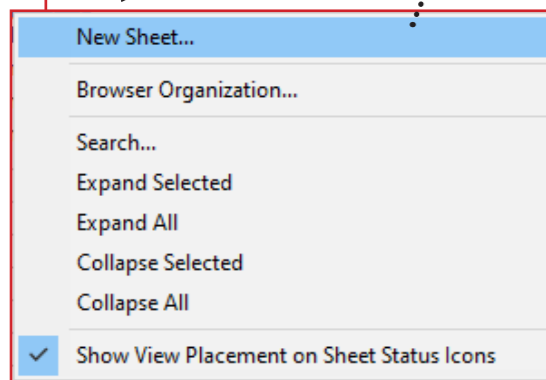 New Sheet...
Browser Organization...
Search...
Expand Selected
Expand All
Collapse Selected
Collapse All
Show View Placement on Sheet Status Icons